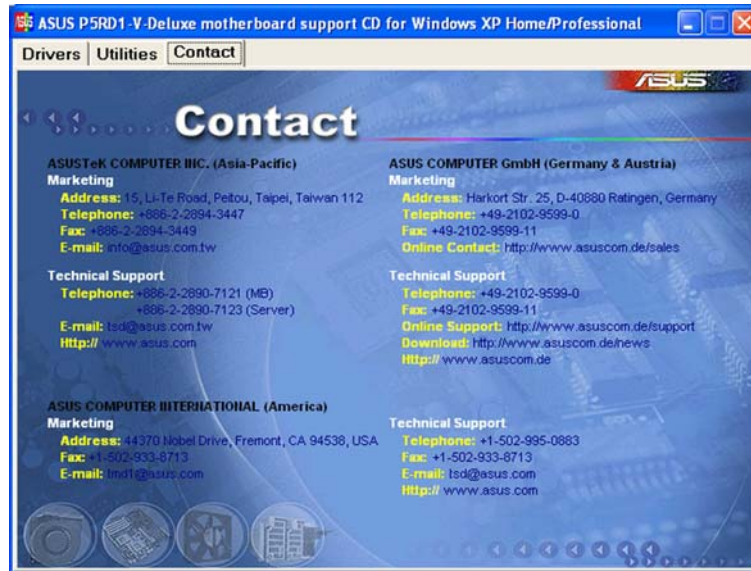 ASUS P5RD1-V-Deluxe motherboard support CD for Windows XP Home/Professional
Drivers Utilities Contact
ASUS
Contact
ASUSTeK COMPUTER INC. (Asia-Pacific)
Marketing
Address: 15, Li-Te Road, Peitou, Taipei, Taiwan 112
Telephone: +886-2-2894-3447
Fax: +886-2-2894-3449
E-mail: info@asus.com.tw
Technical Support
Telephone: +886-2-2890-7121 (MB)
+886-2-2890-7123 (Server)
E-mail: tsd@asus.com.tw
Http:// www.asus.com
ASUS COMPUTER GmbH (Germany & Austria)
Marketing
Address: Harkort Str. 25, D-40880 Ratingen, Germany
Telephone: +49-2102-9599-0
Fax: +49-2102-9599-11
Online Contact: http://www.asuscom.de/sales
Technical Support
Telephone: +49-2102-9599-0
Fax: +49-2102-9599-11
Online Support: http://www.asuscom.de/support
Download: http://www.asuscom.de/news
Http:// www.asuscom.de
ASUS COMPUTER INTERNATIONAL (America)
Marketing
Address: 44370 Nobel Drive, Fremont, CA 94538, USA
Fax: +1-502-933-8713
E-mail: tmd1@asus.com
Technical Support
Telephone: +1-502-995-0883
Fax: +1-502-933-8713
E-mail: tsd@asus.com
Http:// www.asus.com